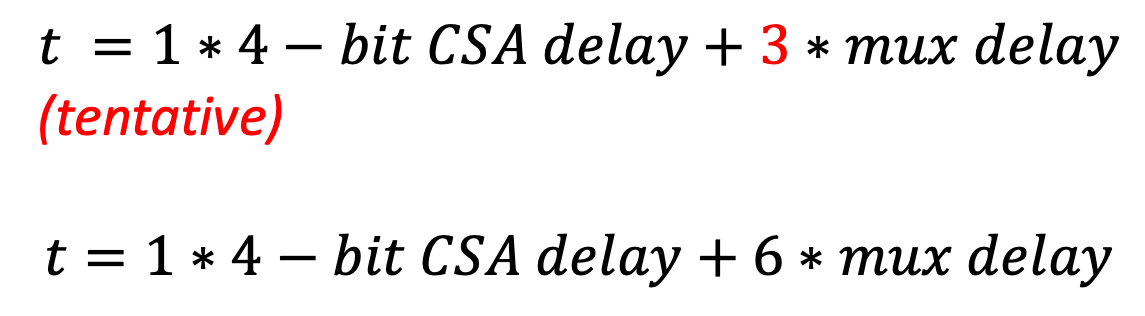 t = 1 * 4 − bit CSA delay + 3 * mux delay
(tentative)
t = 1 * 4 − bit CSA delay + 6 * mux delay